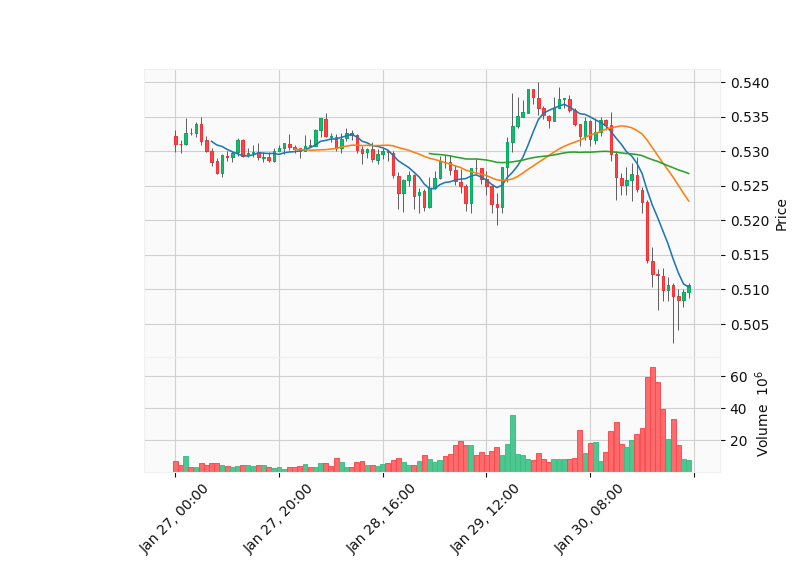 0.540
0.535
0.530
0.525
0.520
0.515
0.510
0.505
Price
60
40
20
Volume 10⁶
Jan 27, 00:00
Jan 27, 20:00
Jan 28, 16:00
Jan 29, 12:00
Jan 30, 08:00